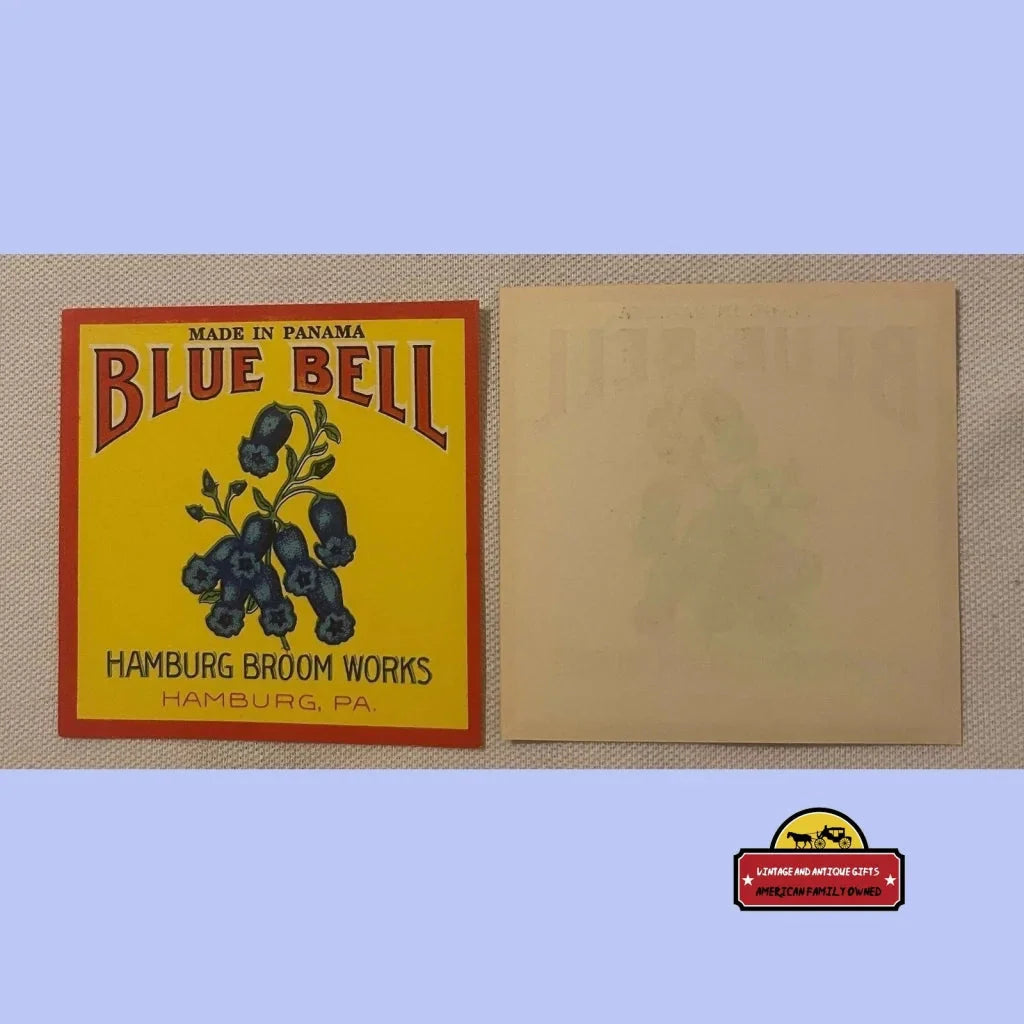 MADE IN PANAMA
BLUE BELL
HAMBURG BROOM WORKS
HAMBURG, PA.
VINTAGE AND ANTIQUE GIFTS
AMERICAN FAMILY OWNED